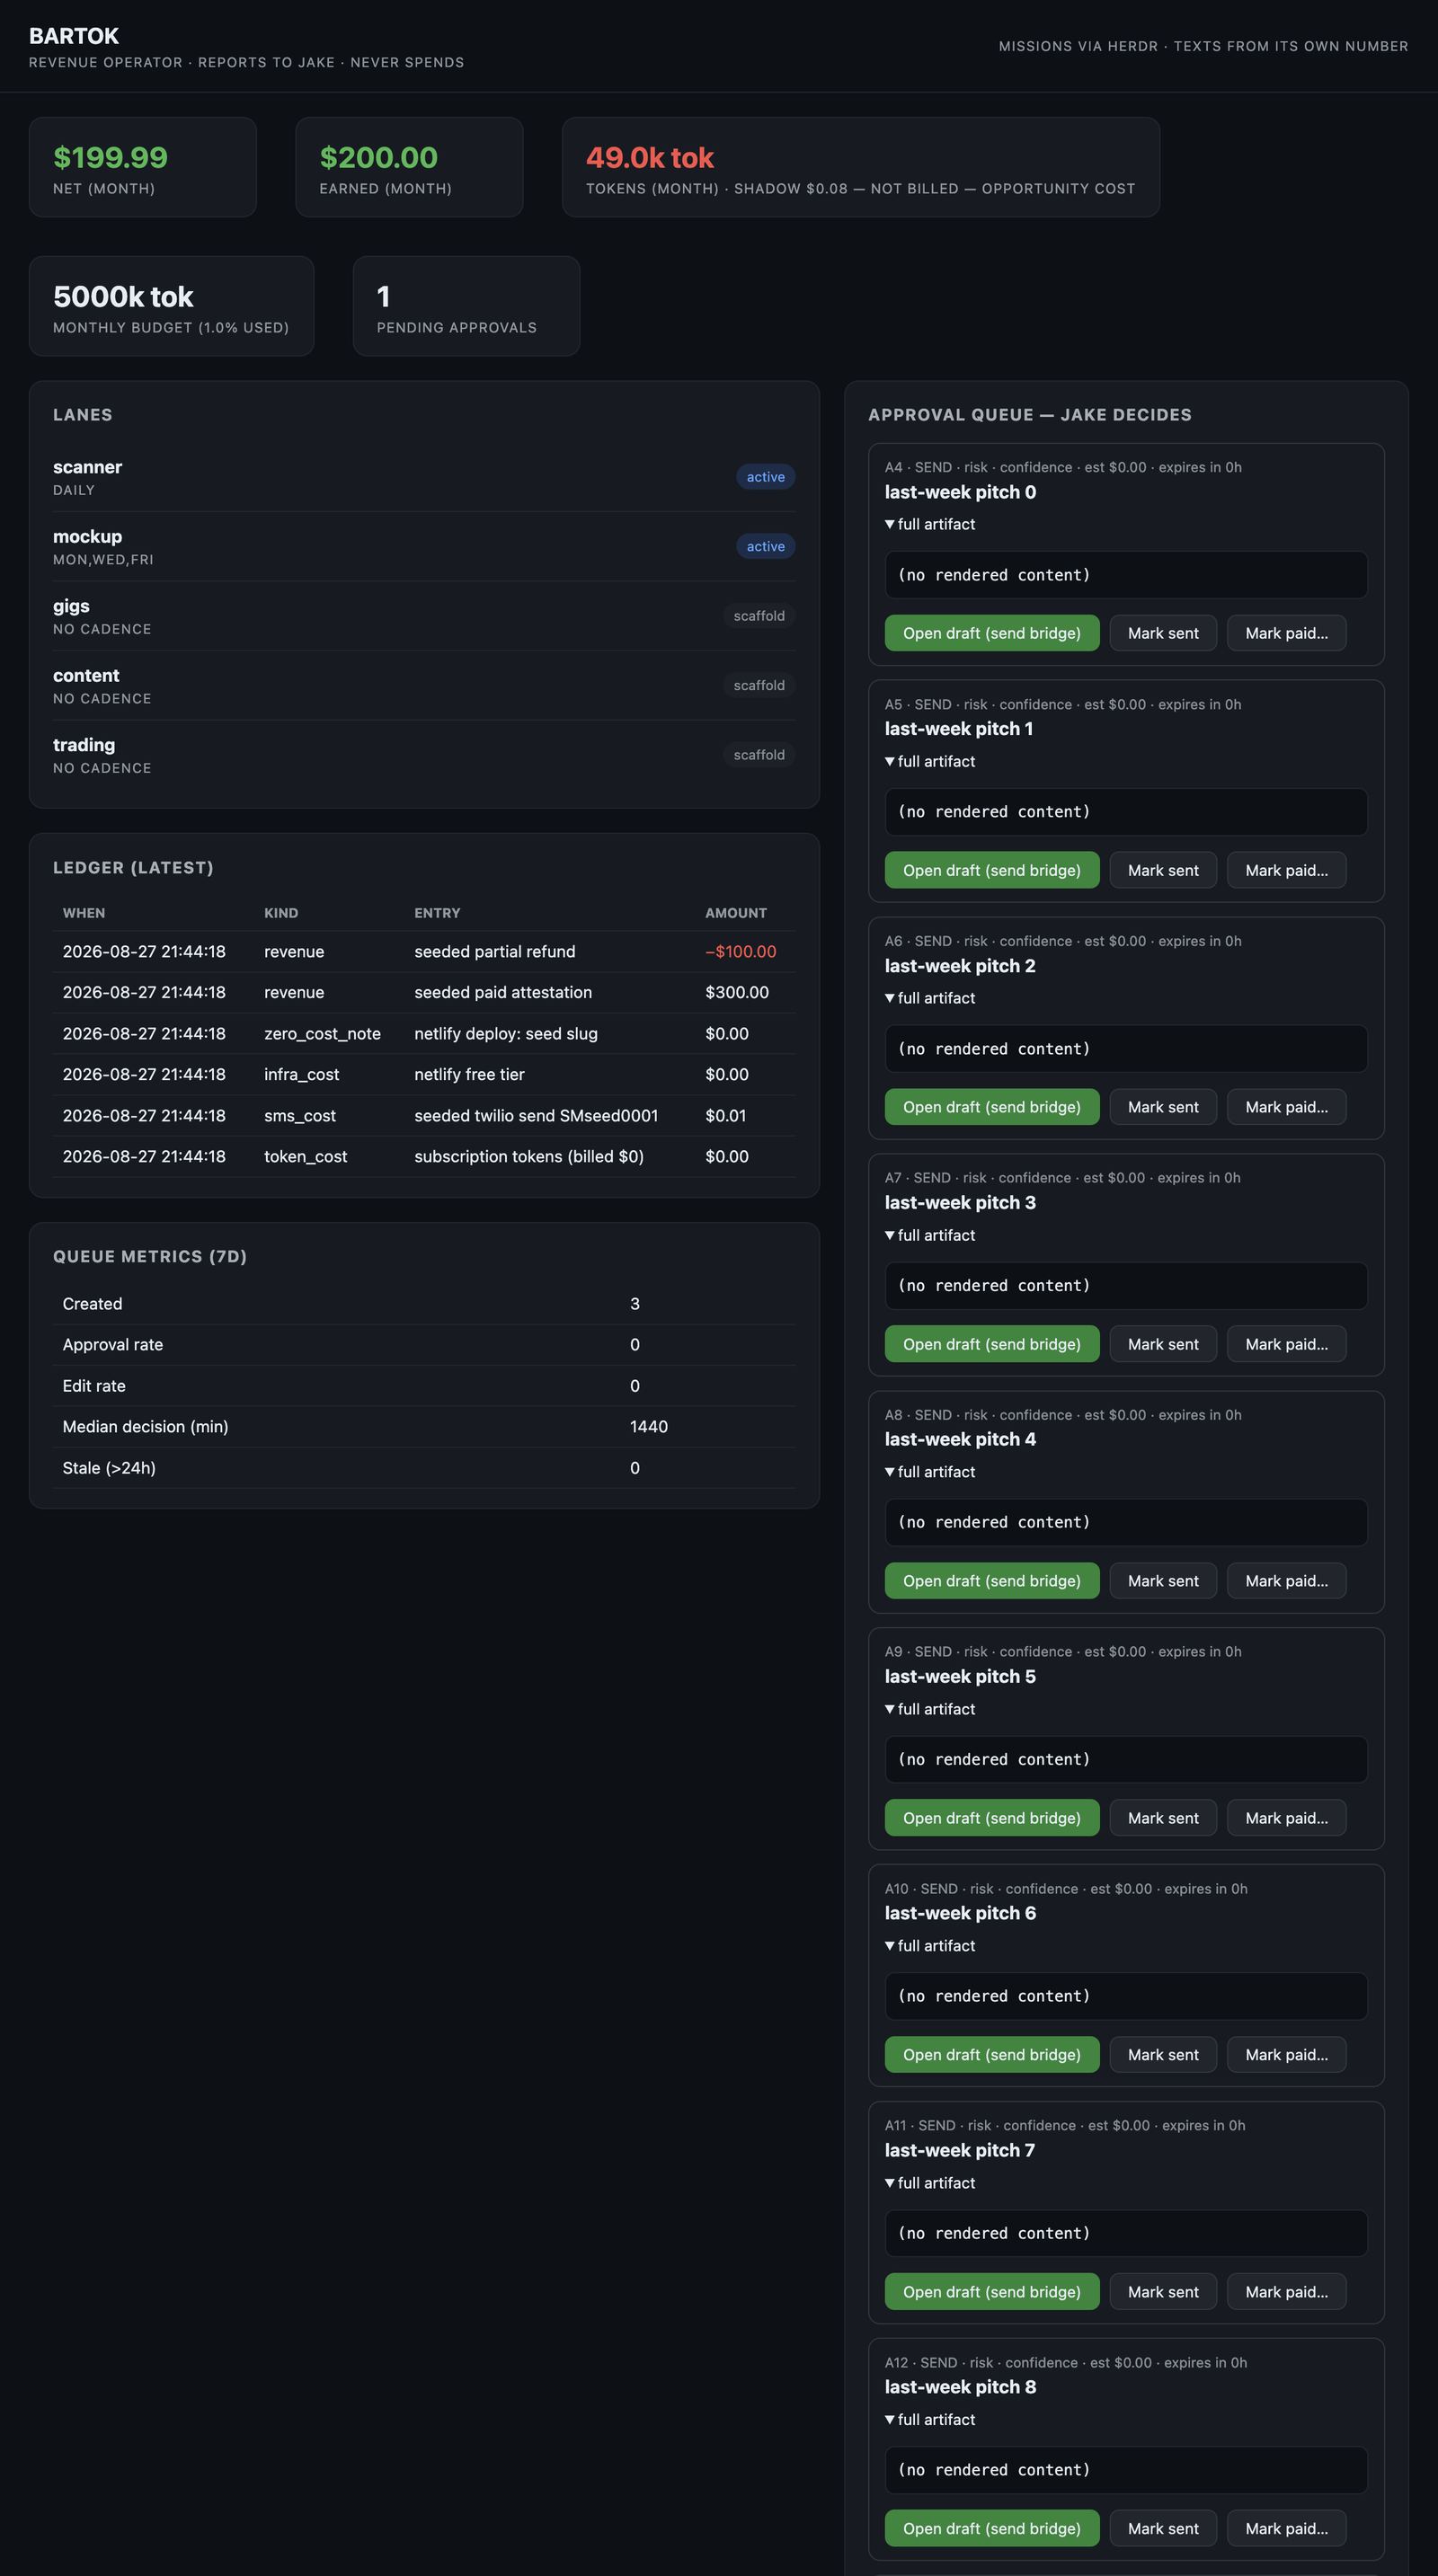 BARTOK
REVENUE OPERATOR · REPORTS TO JAKE · NEVER SPENDS
MISSIONS VIA HERDR · TEXTS FROM ITS OWN NUMBER
$199.99
NET (MONTH)
$200.00
EARNED (MONTH)
49.0k tok
TOKENS (MONTH) · SHADOW $0.08 — NOT BILLED — OPPORTUNITY COST
5000k tok
MONTHLY BUDGET (1.0% USED)
1
PENDING APPROVALS
LANES
scanner
DAILY
active
mockup
MON,WED,FRI
active
gigs
NO CADENCE
scaffold
content
NO CADENCE
scaffold
trading
NO CADENCE
scaffold
LEDGER (LATEST)
WHEN KIND ENTRY AMOUNT
2026-08-27 21:44:18 revenue seeded partial refund −$100.00
2026-08-27 21:44:18 revenue seeded paid attestation $300.00
2026-08-27 21:44:18 zero_cost_note netlify deploy: seed slug $0.00
2026-08-27 21:44:18 infra_cost netlify free tier $0.00
2026-08-27 21:44:18 sms_cost seeded twilio send SMseed0001 $0.01
2026-08-27 21:44:18 token_cost subscription tokens (billed $0) $0.00
QUEUE METRICS (7D)
Created 3
Approval rate 0
Edit rate 0
Median decision (min) 1440
Stale (>24h) 0
APPROVAL QUEUE — JAKE DECIDES
A4 · SEND · risk · confidence · est $0.00 · expires in 0h
last-week pitch 0
▼ full artifact
(no rendered content)
Open draft (send bridge) Mark sent Mark paid...
A5 · SEND · risk · confidence · est $0.00 · expires in 0h
last-week pitch 1
▼ full artifact
(no rendered content)
Open draft (send bridge) Mark sent Mark paid...
A6 · SEND · risk · confidence · est $0.00 · expires in 0h
last-week pitch 2
▼ full artifact
(no rendered content)
Open draft (send bridge) Mark sent Mark paid...
A7 · SEND · risk · confidence · est $0.00 · expires in 0h
last-week pitch 3
▼ full artifact
(no rendered content)
Open draft (send bridge) Mark sent Mark paid...
A8 · SEND · risk · confidence · est $0.00 · expires in 0h
last-week pitch 4
▼ full artifact
(no rendered content)
Open draft (send bridge) Mark sent Mark paid...
A9 · SEND · risk · confidence · est $0.00 · expires in 0h
last-week pitch 5
▼ full artifact
(no rendered content)
Open draft (send bridge) Mark sent Mark paid...
A10 · SEND · risk · confidence · est $0.00 · expires in 0h
last-week pitch 6
▼ full artifact
(no rendered content)
Open draft (send bridge) Mark sent Mark paid...
A11 · SEND · risk · confidence · est $0.00 · expires in 0h
last-week pitch 7
▼ full artifact
(no rendered content)
Open draft (send bridge) Mark sent Mark paid...
A12 · SEND · risk · confidence · est $0.00 · expires in 0h
last-week pitch 8
▼ full artifact
(no rendered content)
Open draft (send bridge) Mark sent Mark paid...